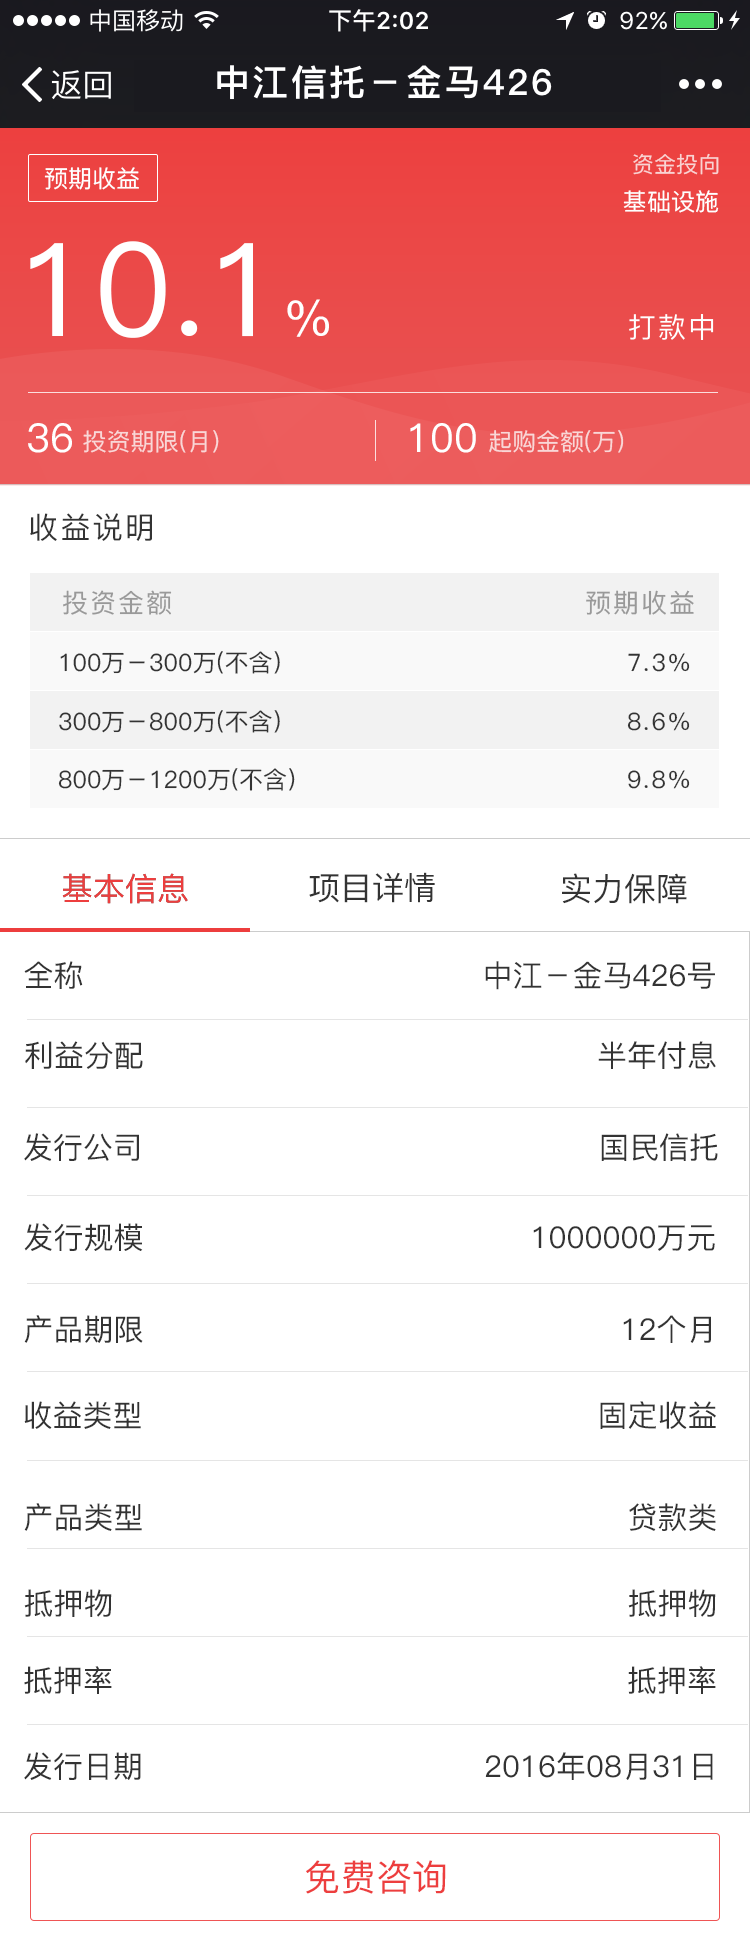 中国移动 下午2:02 92%
返回 中江信托－金马426
预期收益 资金投向
基础设施
10.1% 打款中
36 投资期限(月) 100 起购金额(万)
收益说明
投资金额 预期收益
100万－300万(不含) 7.3%
300万－800万(不含) 8.6%
800万－1200万(不含) 9.8%
基本信息 项目详情 实力保障
全称 中江－金马426号
利益分配 半年付息
发行公司 国民信托
发行规模 1000000万元
产品期限 12个月
收益类型 固定收益
产品类型 贷款类
抵押物 抵押物
抵押率 抵押率
发行日期 2016年08月31日
免费咨询